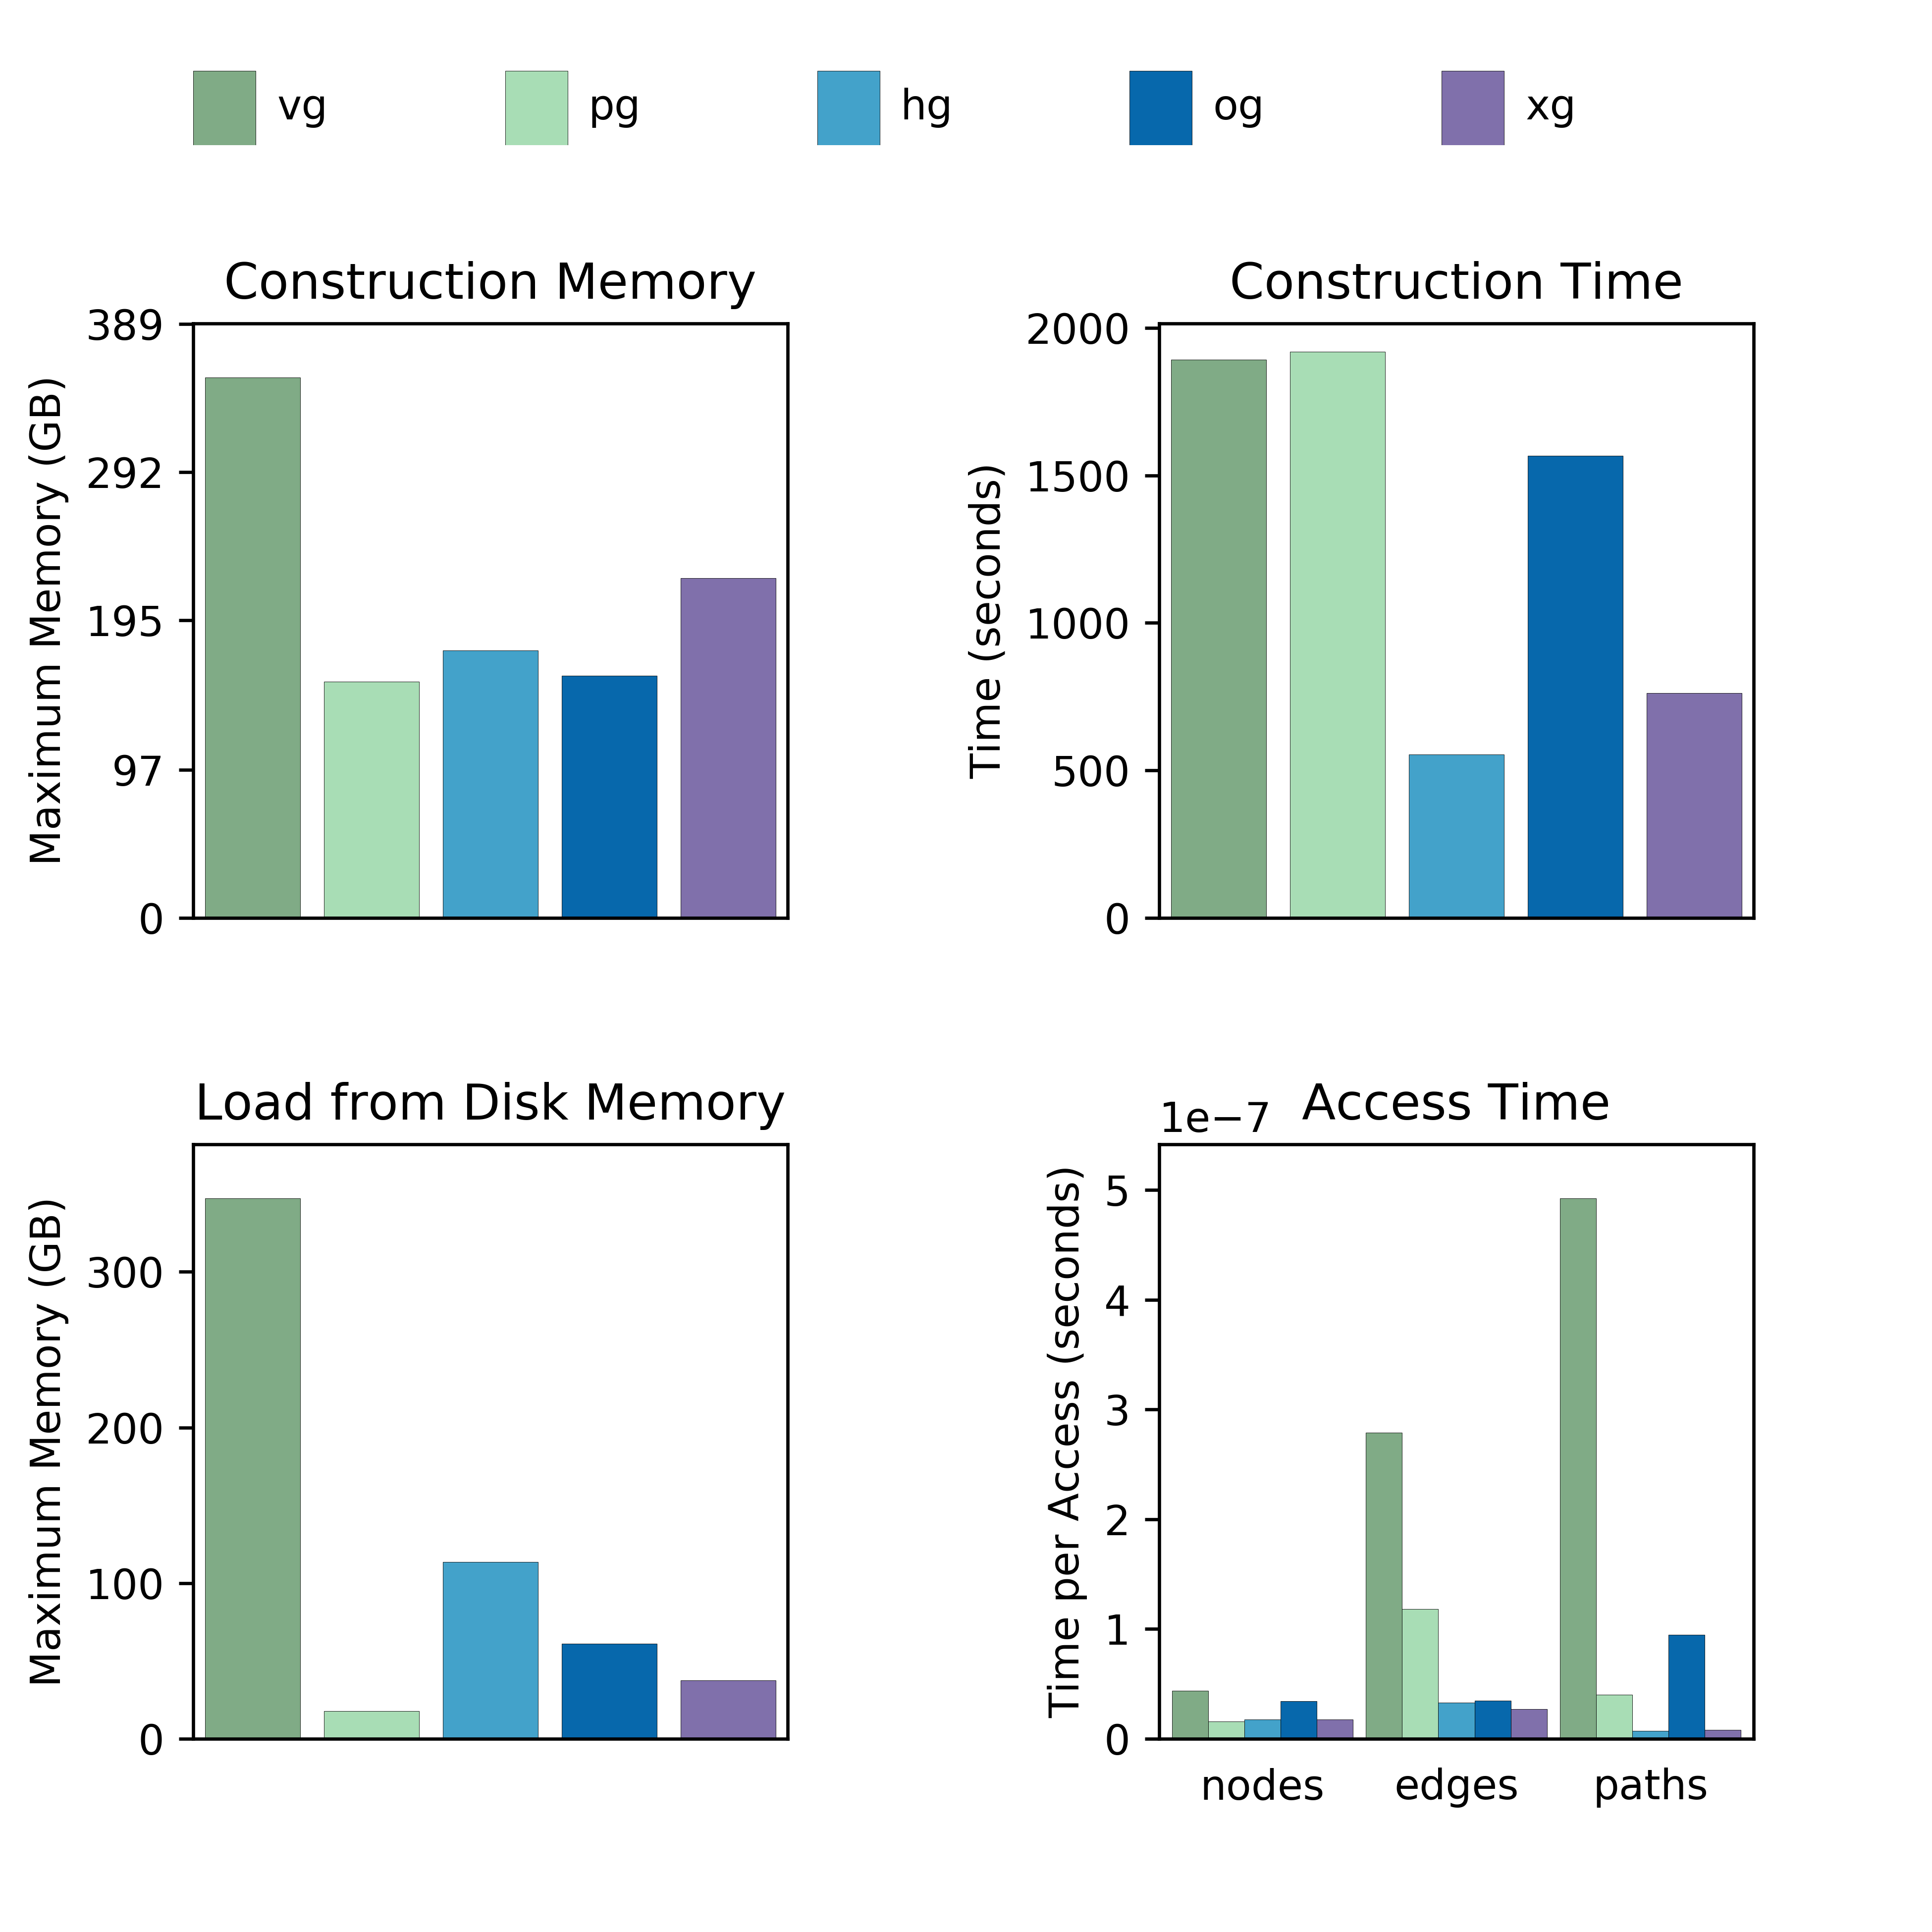 vg pg hg og xg
Construction Memory
Maximum Memory (GB)
389
292
195
97
0
Construction Time
Time (seconds)
2000
1500
1000
500
0
Load from Disk Memory
Maximum Memory (GB)
300
200
100
0
Access Time
1e−7
Time per Access (seconds)
5
4
3
2
1
0
nodes edges paths